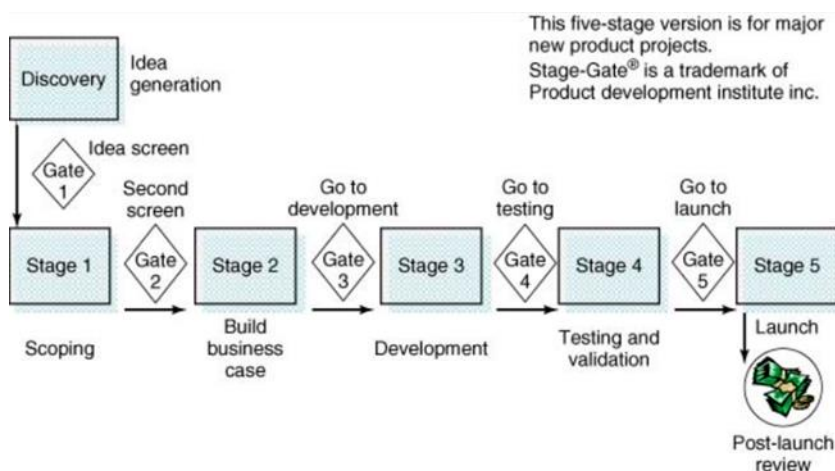 This five-stage version is for major
new product projects.
Stage-Gate® is a trademark of
Product development institute inc.
Discovery
Idea
generation
Idea screen
Gate
1
Second
screen
Go to
development
Go to
testing
Go to
launch
Stage 1
Gate
2
Stage 2
Gate
3
Stage 3
Gate
4
Stage 4
Gate
5
Stage 5
Scoping
Build
business
case
Development
Testing and
validation
Launch
Post-launch
review